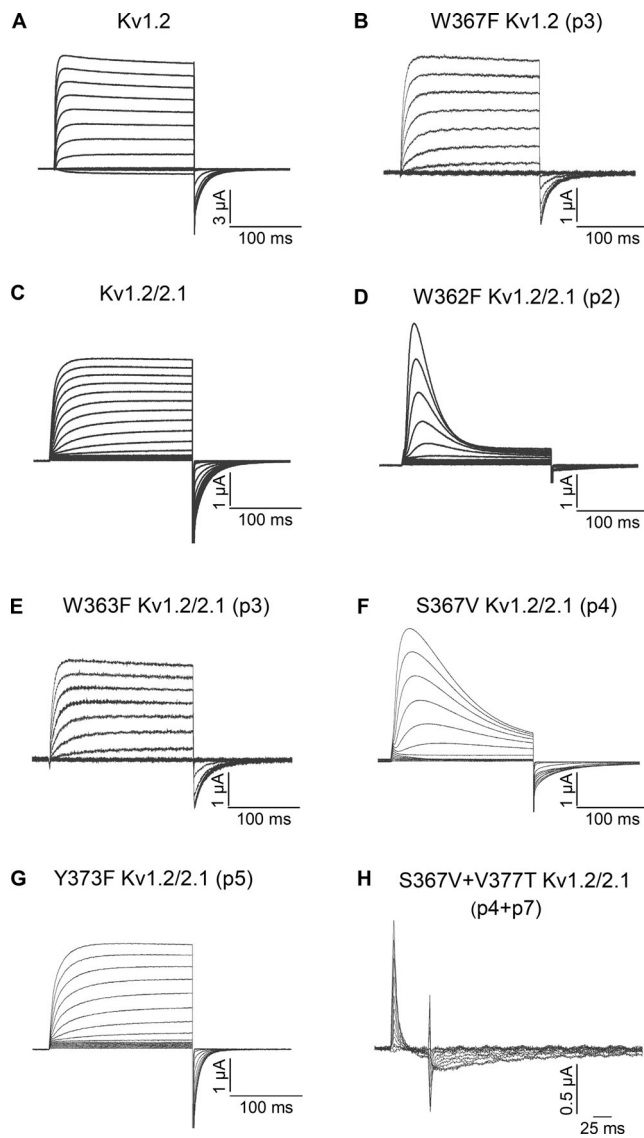 A
Kv1.2
3 µA
100 ms
B
W367F Kv1.2 (p3)
1 µA
100 ms
C
Kv1.2/2.1
1 µA
100 ms
D
W362F Kv1.2/2.1 (p2)
1 µA
100 ms
E
W363F Kv1.2/2.1 (p3)
1 µA
100 ms
F
S367V Kv1.2/2.1 (p4)
1 µA
100 ms
G
Y373F Kv1.2/2.1 (p5)
1 µA
100 ms
H
S367V+V377T Kv1.2/2.1
(p4+p7)
0.5 µA
25 ms